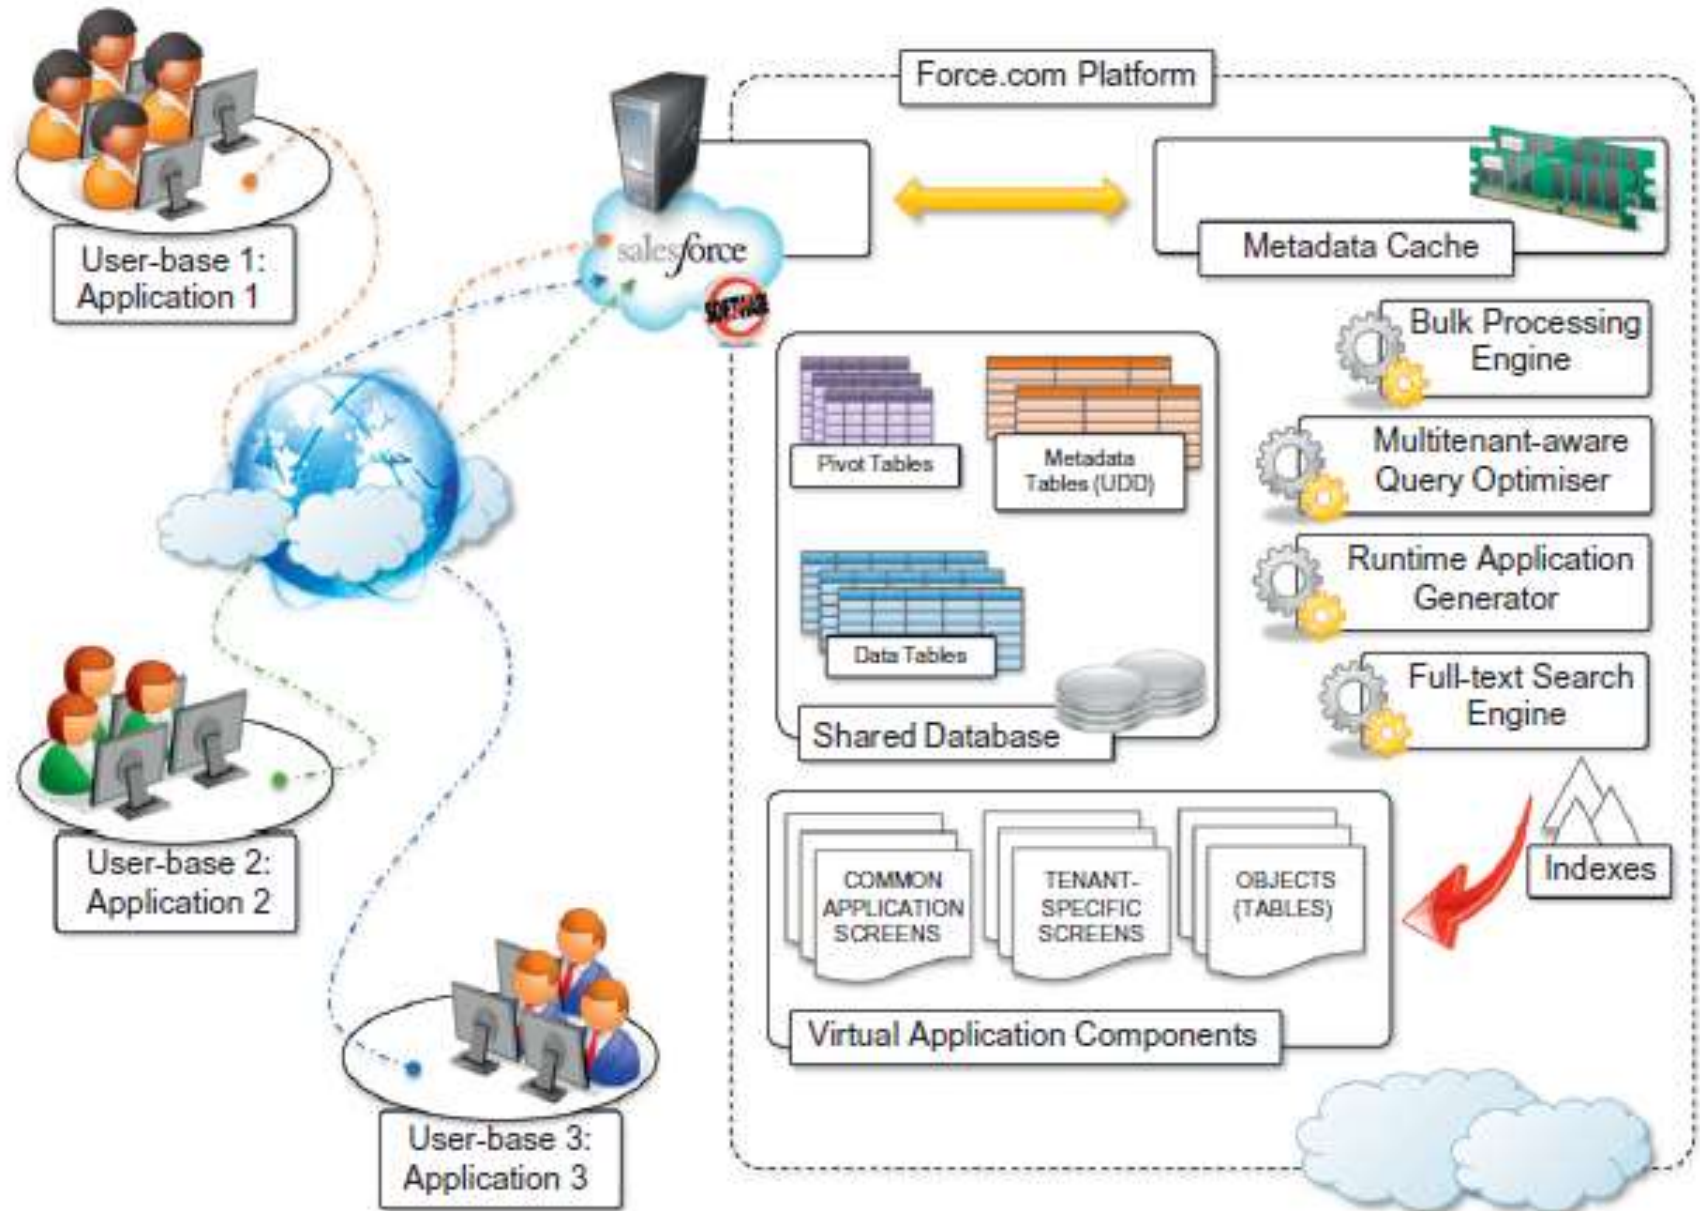 Force.com Platform
User-base 1:
Application 1
salesforce
SOFTWARE
Metadata Cache
Bulk Processing
Engine
Multitenant-aware
Query Optimiser
Runtime Application
Generator
Full-text Search
Engine
Indexes
Pivot Tables
Metadata
Tables (UDD)
Data Tables
Shared Database
COMMON
APPLICATION
SCREENS
TENANT-
SPECIFIC
SCREENS
OBJECTS
(TABLES)
Virtual Application Components
User-base 2:
Application 2
User-base 3:
Application 3